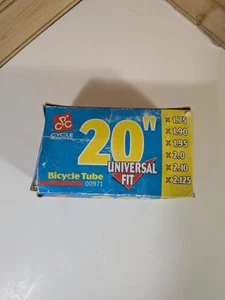 CPC
CYCLE
20"
UNIVERSAL
FIT
Bicycle Tube
00971
x 1.75
x 1.90
x 1.95
x 2.0
x 2.10
x 2.125